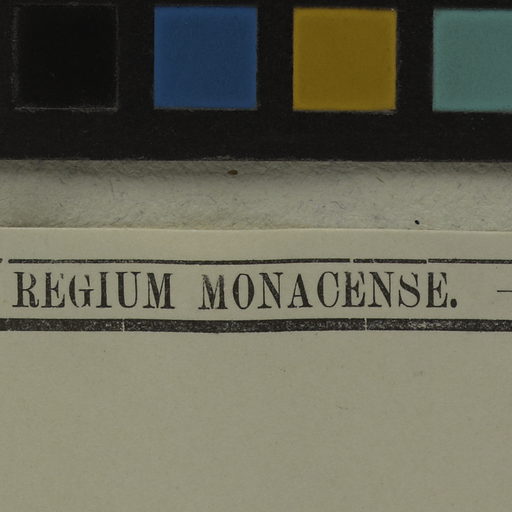 REGIUM MONACENSE. —